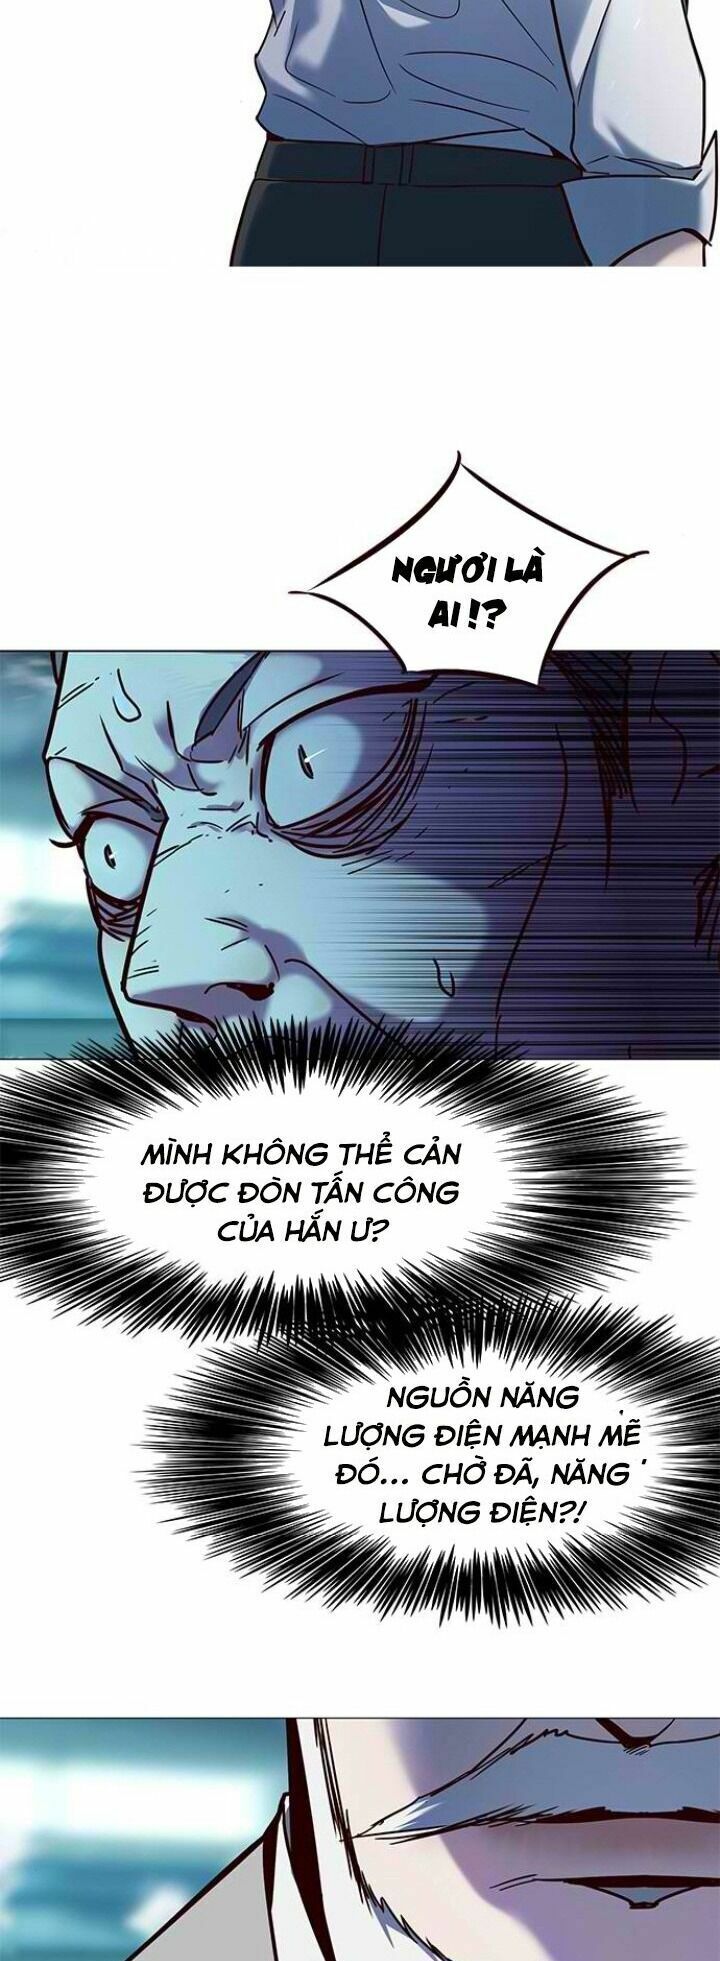 NGƯƠI LÀ
AI!?
MÌNH KHÔNG THỂ CẢN
ĐƯỢC ĐÒN TẤN CÔNG
CỦA HẮN Ư?
NGUỒN NĂNG
LƯỢNG ĐIỆN MẠNH MẼ
ĐÓ... CHỜ ĐÃ, NĂNG
LƯỢNG ĐIỆN?!